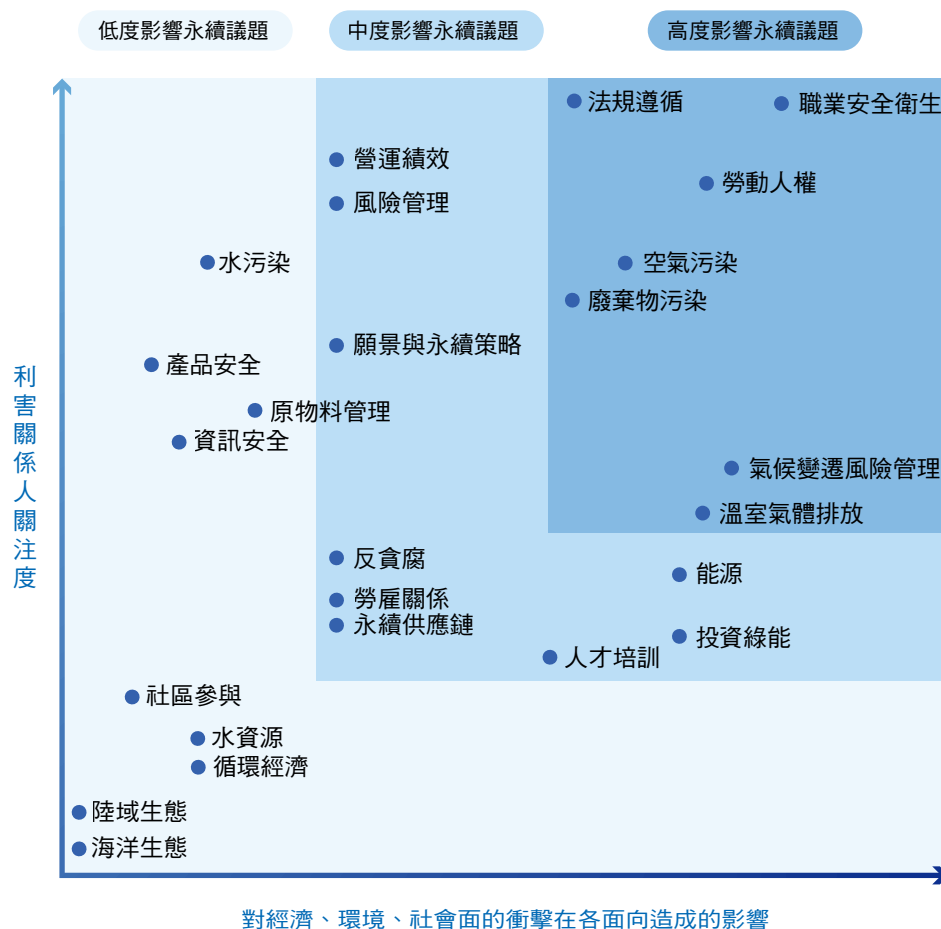 低度影響永續議題
中度影響永續議題
高度影響永續議題
法規遵循
職業安全衛生
營運績效
勞動人權
風險管理
水污染
空氣污染
廢棄物污染
願景與永續策略
產品安全
原物料管理
資訊安全
氣候變遷風險管理
溫室氣體排放
反貪腐
能源
勞雇關係
永續供應鏈
投資綠能
人才培訓
社區參與
水資源
循環經濟
陸域生態
海洋生態
利害關係人關注度
對經濟、環境、社會面的衝擊在各面向造成的影響